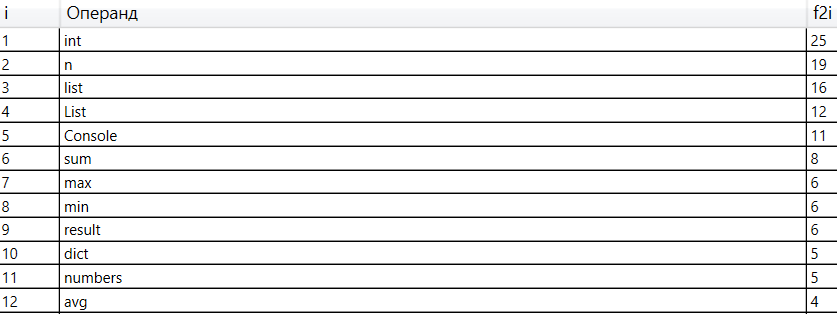 i Операнд f2i
1 int 25
2 n 19
3 list 16
4 List 12
5 Console 11
6 sum 8
7 max 6
8 min 6
9 result 6
10 dict 5
11 numbers 5
12 avg 4